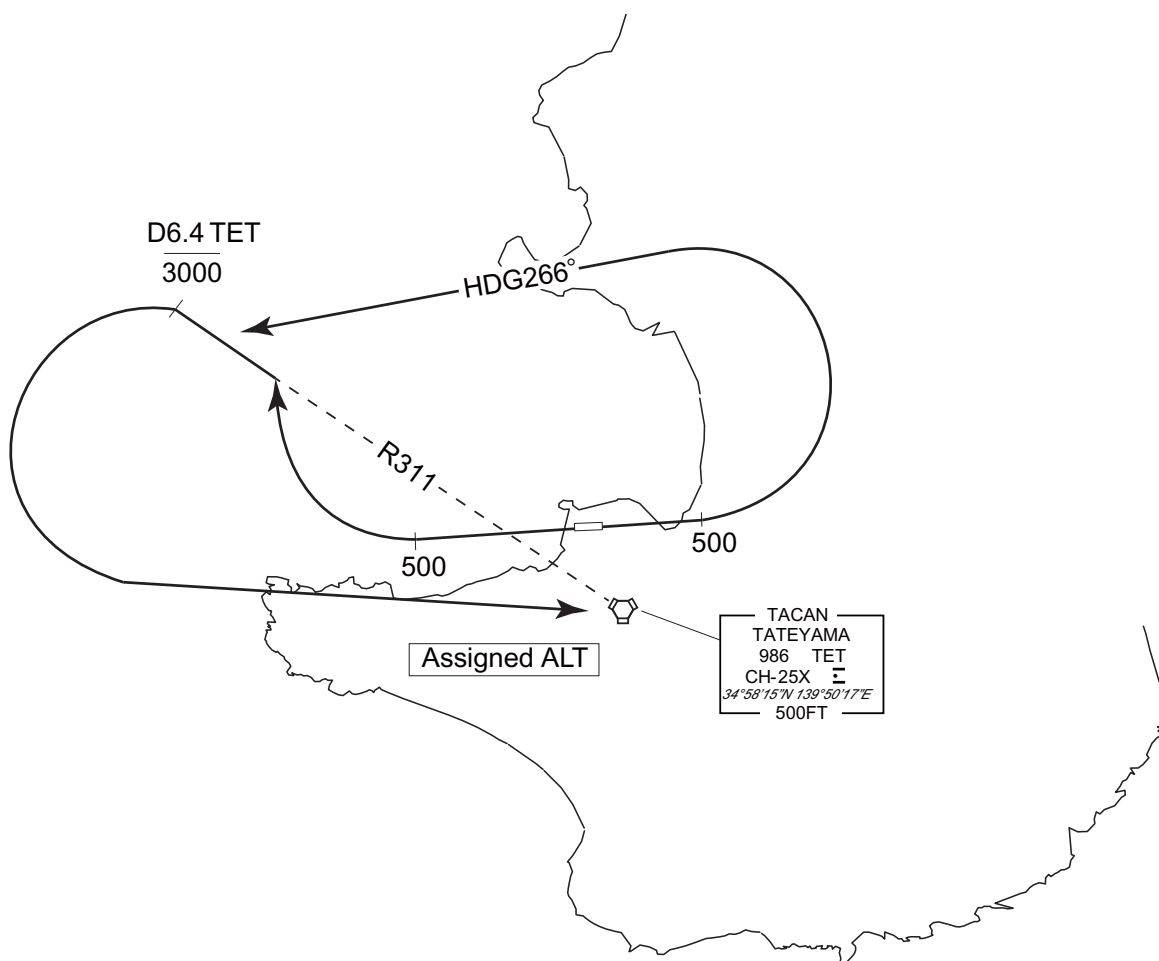 D6.4 TET
3000
HDG266°
R311
500
500
Assigned ALT
TACAN
TATEYAMA
986 TET
CH-25X
34°58'15"N 139°50'17"E
500FT